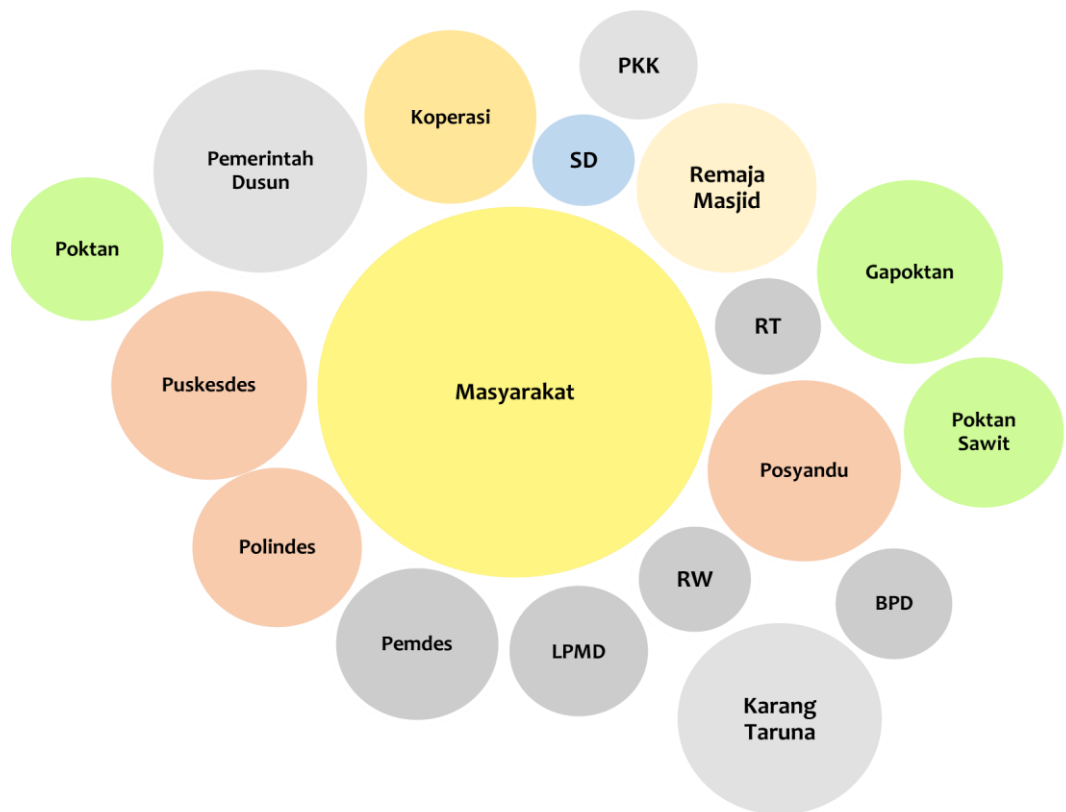 PKK
Koperasi
SD
Pemerintah
Dusun
Remaja
Masjid
Poktan
Gapoktan
RT
Puskesdes
Masyarakat
Poktan
Sawit
Posyandu
Polindes
RW
BPD
Pemdes
LPMD
Karang
Taruna